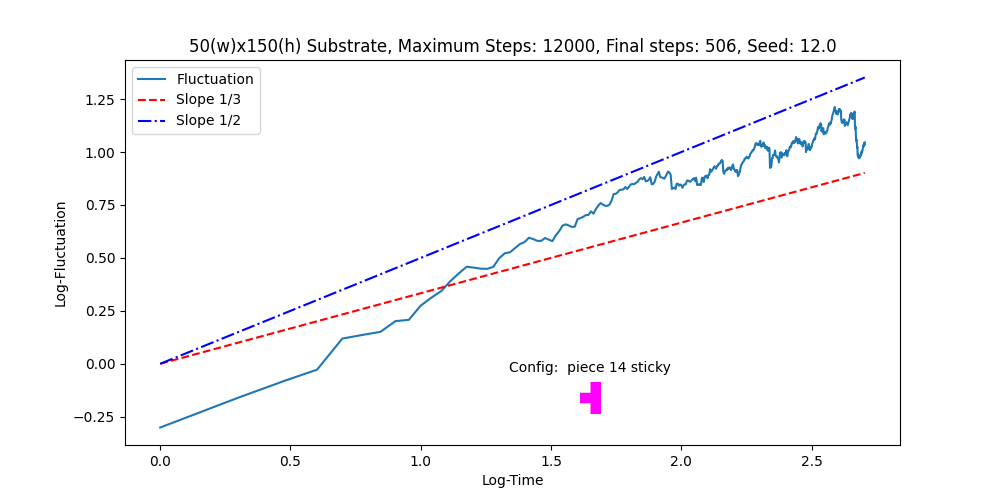 50(w)x150(h) Substrate, Maximum Steps: 12000, Final steps: 506, Seed: 12.0
Fluctuation
Slope 1/3
Slope 1/2
1.25
1.00
0.75
0.50
0.25
0.00
−0.25
Log-Fluctuation
Config:  piece 14 sticky
0.0 0.5 1.0 1.5 2.0 2.5
Log-Time